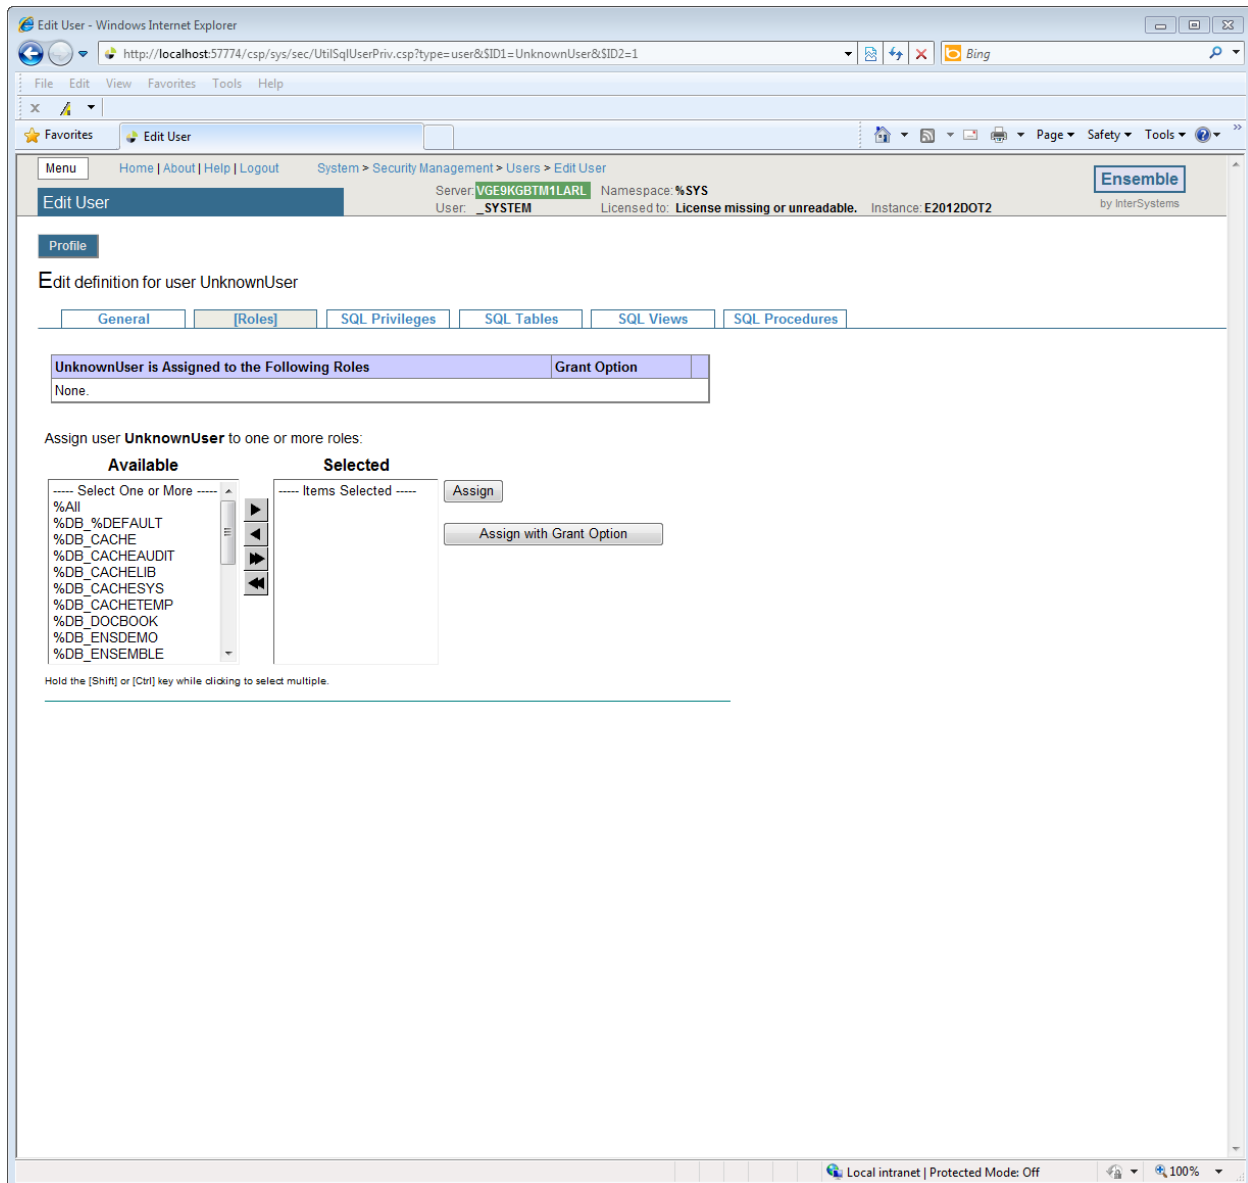 Edit User - Windows Internet Explorer
http://localhost:57774/csp/sys/sec/UtilSqlUserPriv.csp?type=user&$ID1=UnknownUser&$ID2=1
Bing
File Edit View Favorites Tools Help
x
Favorites
Edit User
Page Safety Tools
Menu
Home | About | Help | Logout
System > Security Management > Users > Edit User
Edit User
Server: VGE9KGBTM1LARL Namespace: %SYS
User: _SYSTEM Licensed to: License missing or unreadable. Instance: E2012DOT2
Ensemble
by InterSystems
Profile
Edit definition for user UnknownUser
General [Roles] SQL Privileges SQL Tables SQL Views SQL Procedures
UnknownUser is Assigned to the Following Roles Grant Option
None.
Assign user UnknownUser to one or more roles:
Available Selected
----- Select One or More -----
%All
%DB_%DEFAULT
%DB_CACHE
%DB_CACHEAUDIT
%DB_CACHELIB
%DB_CACHESYS
%DB_CACHETEMP
%DB_DOCBOOK
%DB_ENSDEMO
%DB_ENSEMBLE
----- Items Selected -----
Assign
Assign with Grant Option
Hold the [Shift] or [Ctrl] key while clicking to select multiple.
Local intranet | Protected Mode: Off
100%